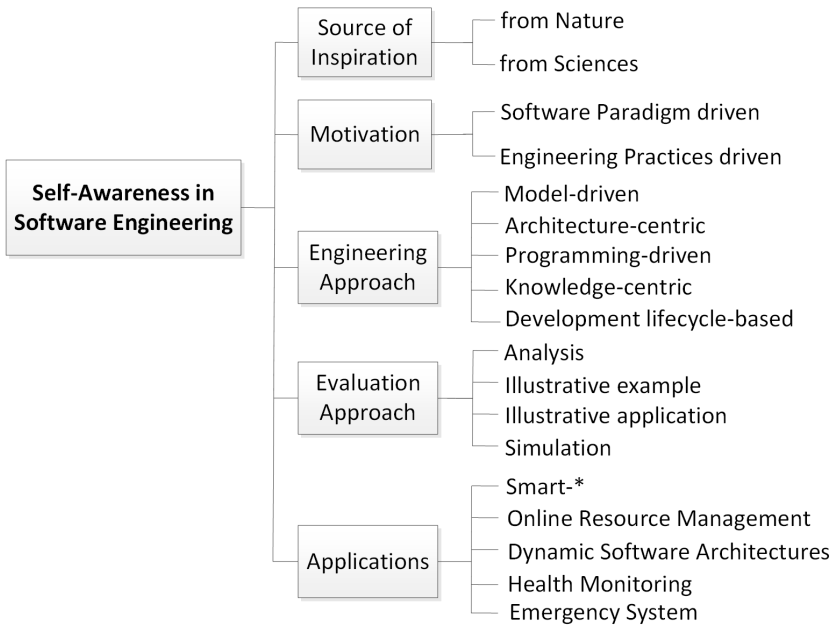 Self-Awareness in
Software Engineering
Source of
Inspiration
from Nature
from Sciences
Motivation
Software Paradigm driven
Engineering Practices driven
Engineering
Approach
Model-driven
Architecture-centric
Programming-driven
Knowledge-centric
Development lifecycle-based
Evaluation
Approach
Analysis
Illustrative example
Illustrative application
Simulation
Applications
Smart-*
Online Resource Management
Dynamic Software Architectures
Health Monitoring
Emergency System